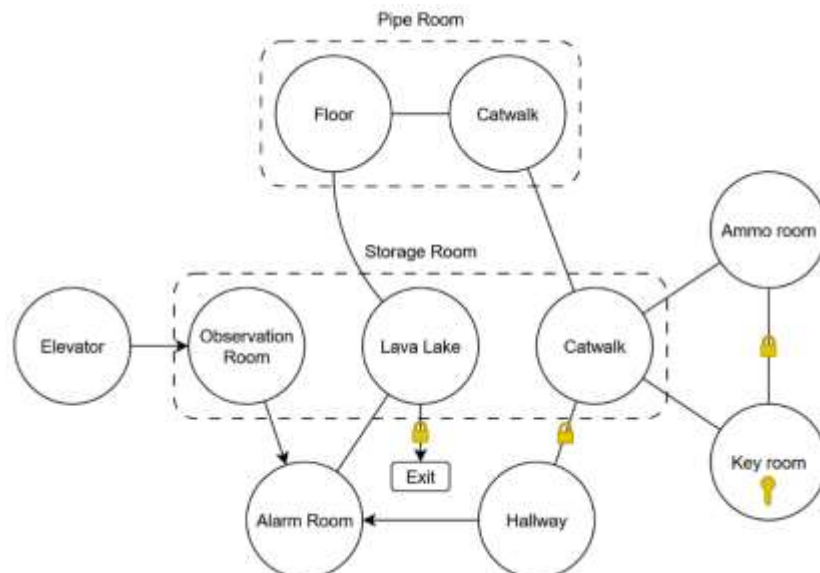 Pipe Room
Floor
Catwalk
Ammo room
Storage Room
Elevator
Observation
Room
Lava Lake
Catwalk
Key room
Exit
Alarm Room
Hallway